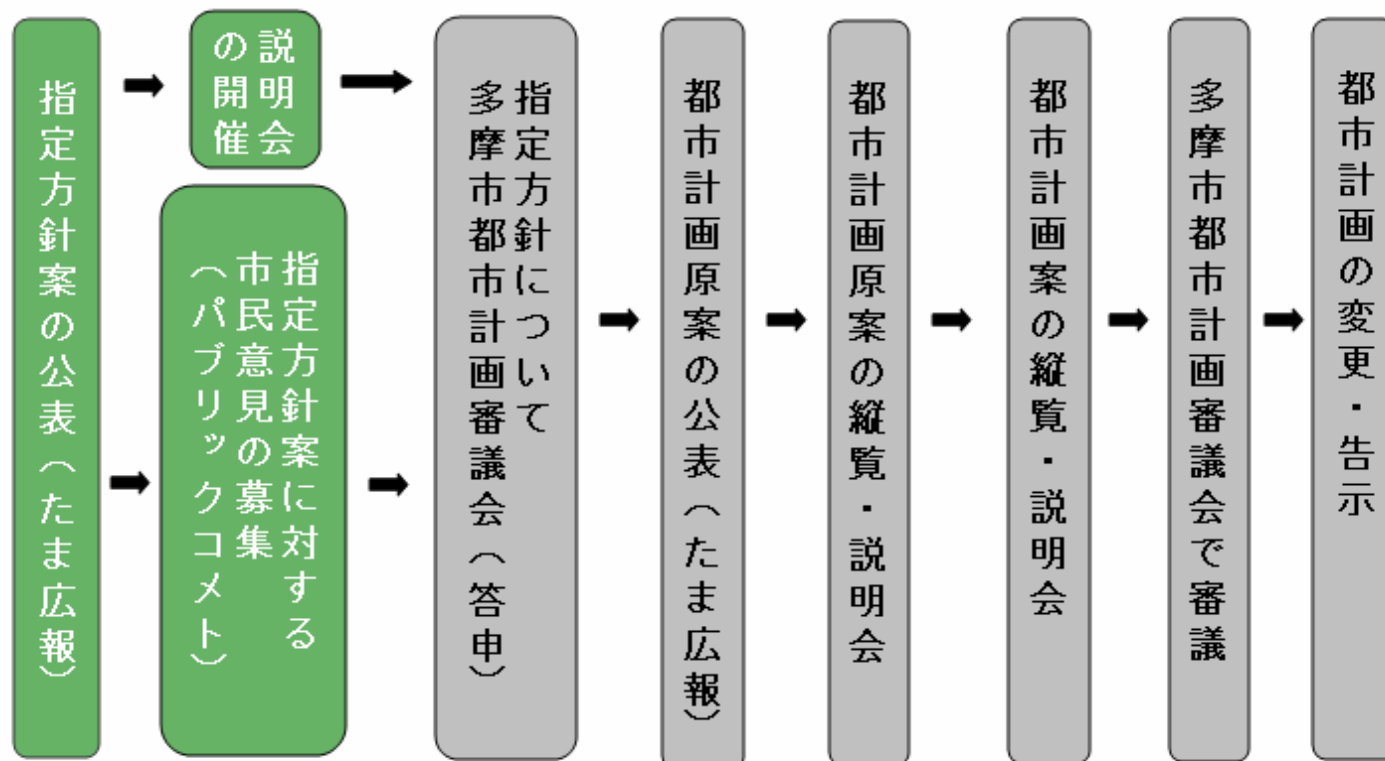 指定方針案の公表（たま広報）
説明会
の開催
指定方針案に対する
市民意見の募集
（パブリックコメント）
指定方針について
多摩市都市計画審議会（答申）
都市計画原案の公表（たま広報）
都市計画原案の縦覧・説明会
都市計画案の縦覧・説明会
多摩市都市計画審議会で審議
都市計画の変更・告示